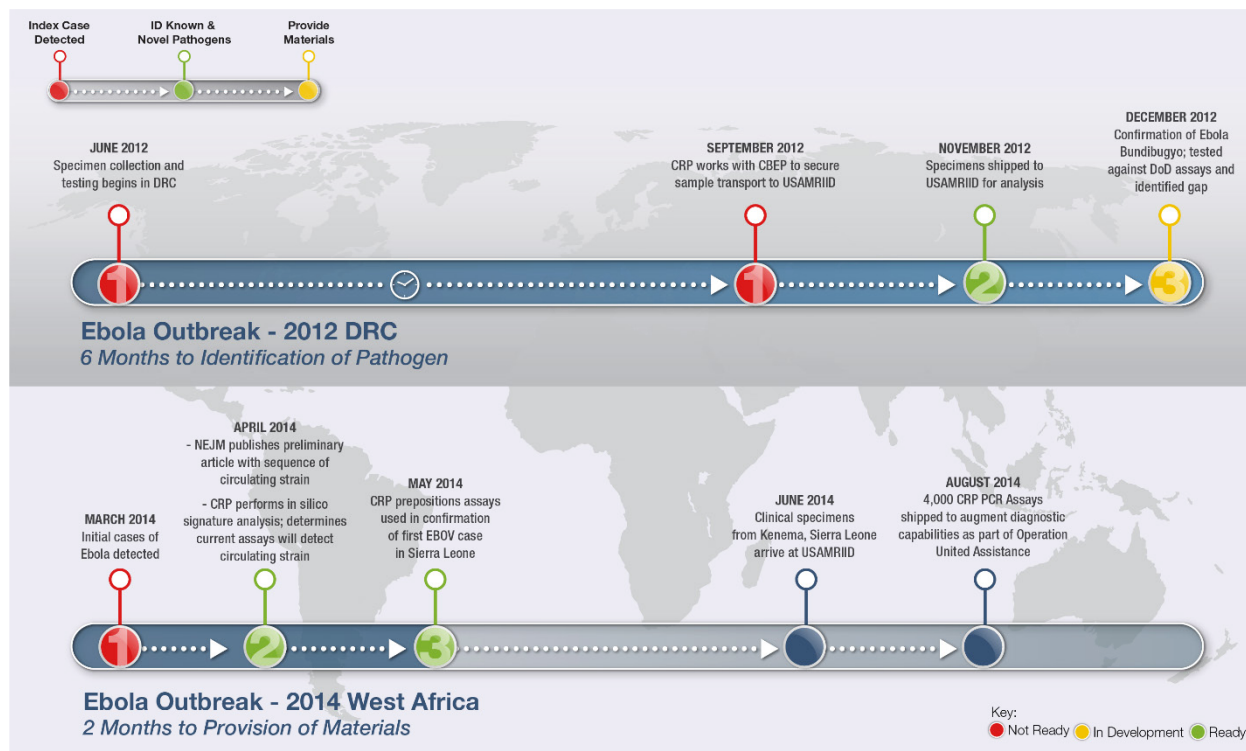 Index Case
Detected
ID Known &
Novel Pathogens
Provide
Materials
JUNE 2012
Specimen collection and
testing begins in DRC
SEPTEMBER 2012
CRP works with CBEP to secure
sample transport to USAMRIID
NOVEMBER 2012
Specimens shipped to
USAMRIID for analysis
DECEMBER 2012
Confirmation of Ebola
Bundibugyo; tested
against DoD assays and
identified gap
1
1
2
3
Ebola Outbreak - 2012 DRC
6 Months to Identification of Pathogen
MARCH 2014
Initial cases of
Ebola detected
APRIL 2014
- NEJM publishes preliminary
article with sequence of
circulating strain
- CRP performs in silico
signature analysis; determines
current assays will detect
circulating strain
MAY 2014
CRP prepositions assays
used in confirmation
of first EBOV case
in Sierra Leone
JUNE 2014
Clinical specimens
from Kenema, Sierra Leone
arrive at USAMRIID
AUGUST 2014
4,000 CRP PCR Assays
shipped to augment diagnostic
capabilities as part of Operation
United Assistance
1
2
3
Ebola Outbreak - 2014 West Africa
2 Months to Provision of Materials
Key:
Not Ready In Development Ready